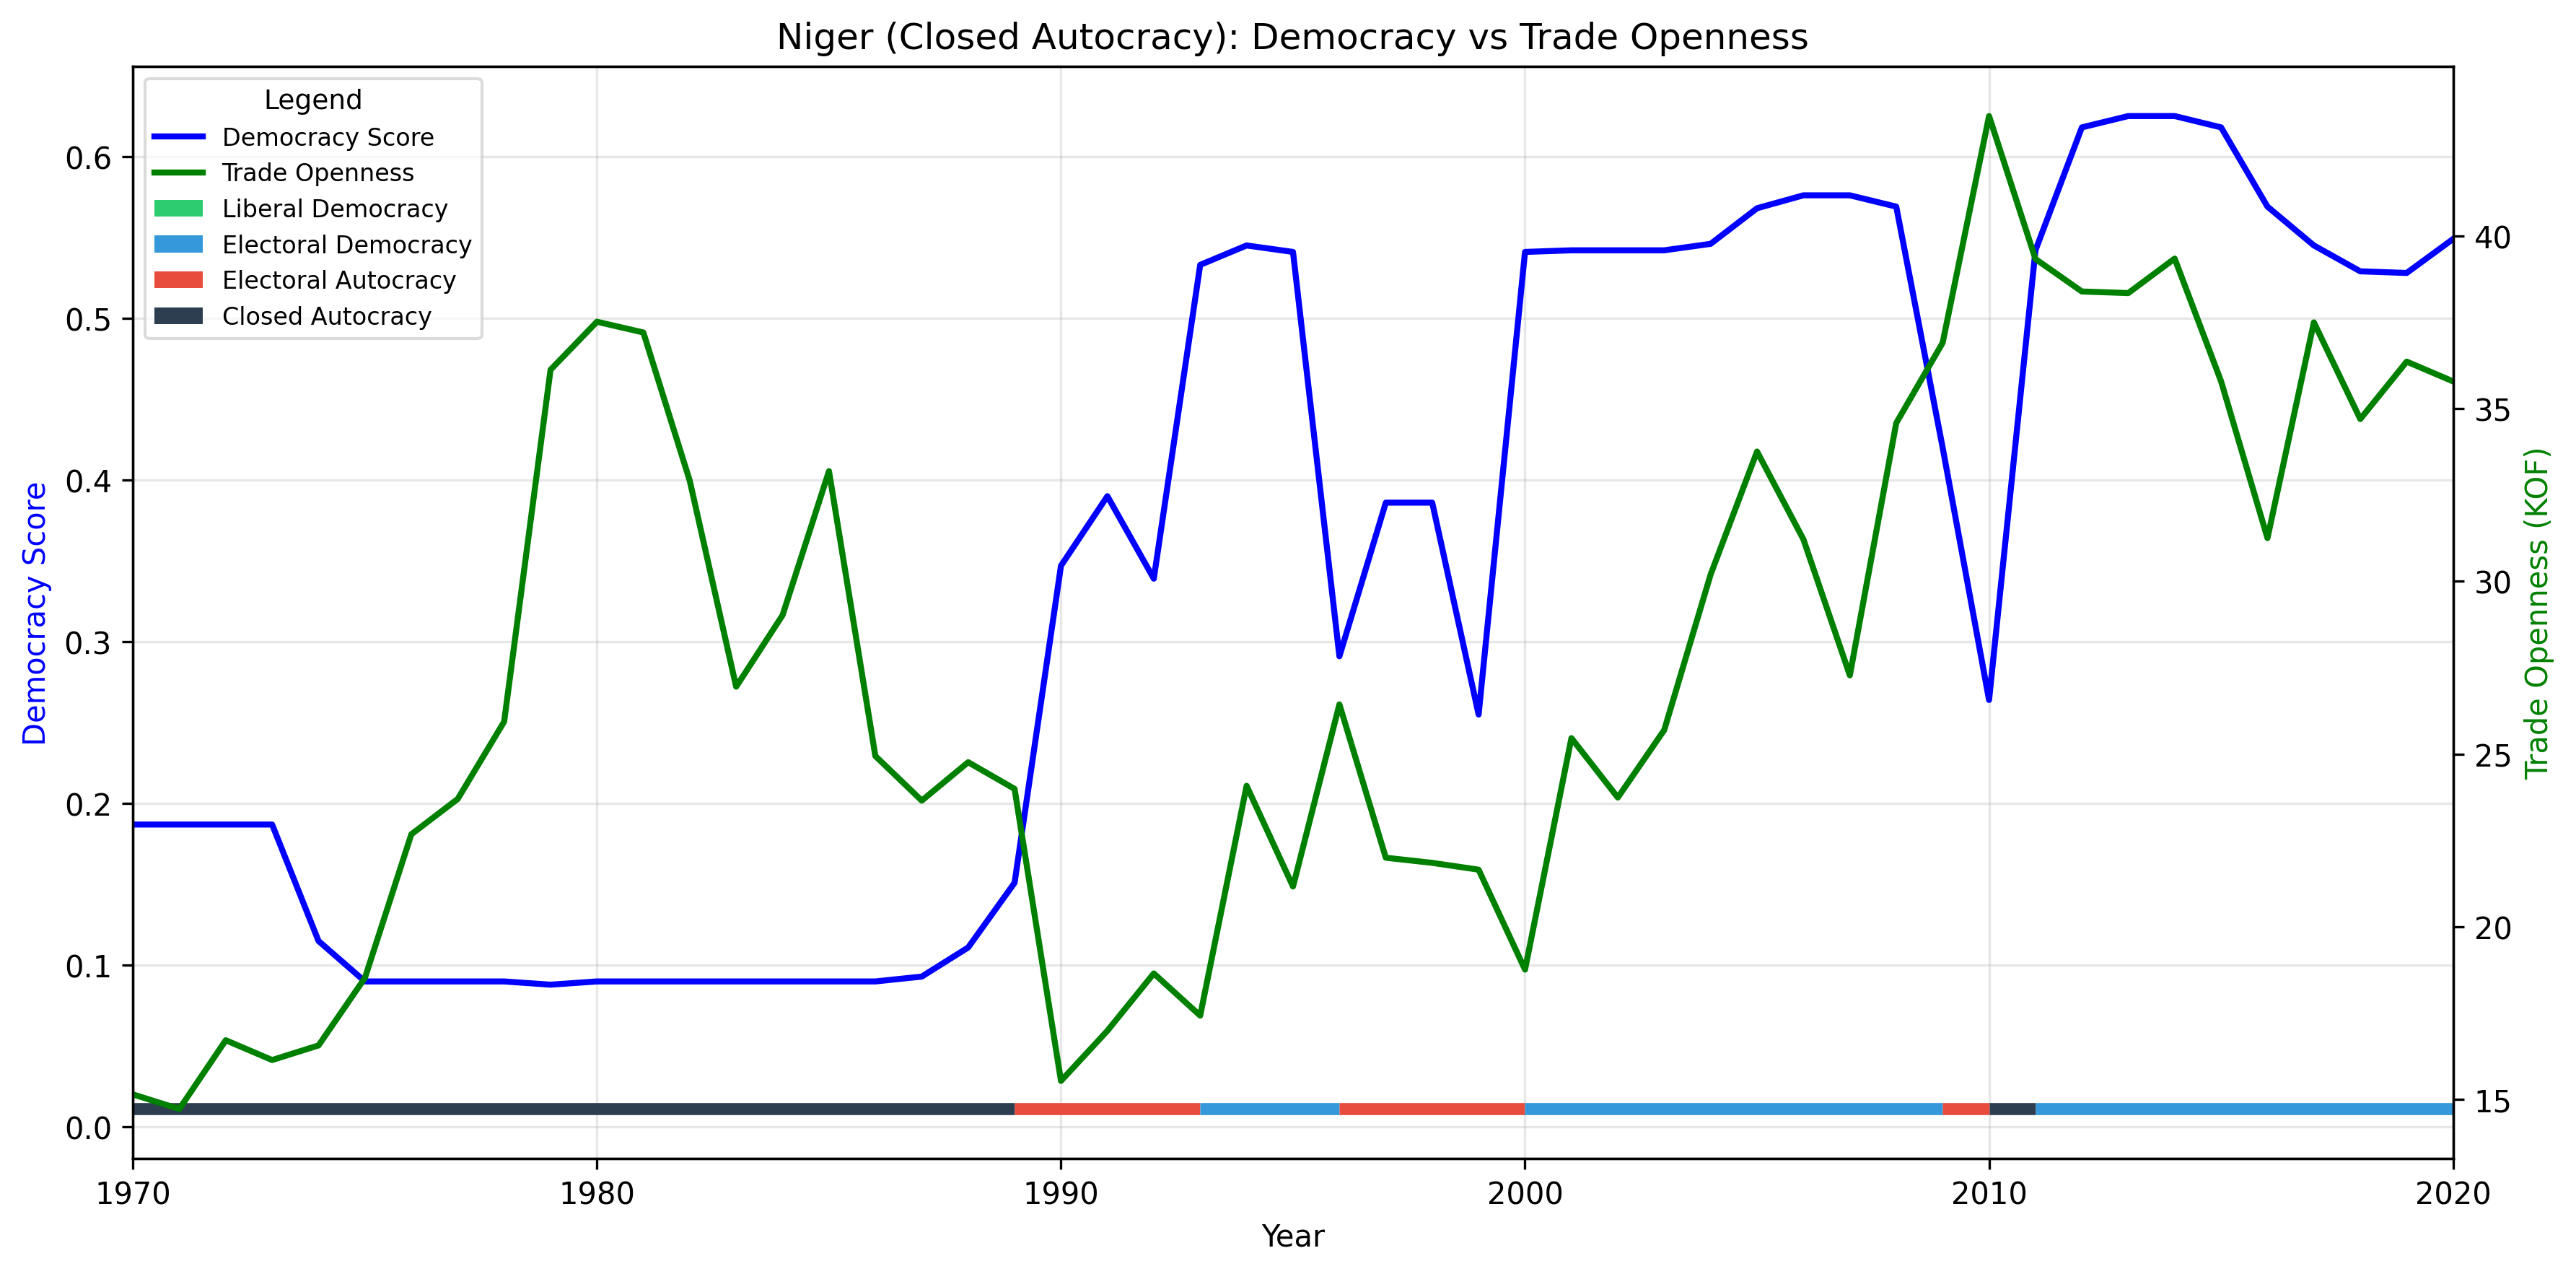 Niger (Closed Autocracy): Democracy vs Trade Openness
Legend
Democracy Score
Trade Openness
Liberal Democracy
Electoral Democracy
Electoral Autocracy
Closed Autocracy
0.6
0.5
0.4
0.3
0.2
0.1
0.0
Democracy Score
40
35
30
25
20
15
Trade Openness (KOF)
1970 1980 1990 2000 2010 2020
Year